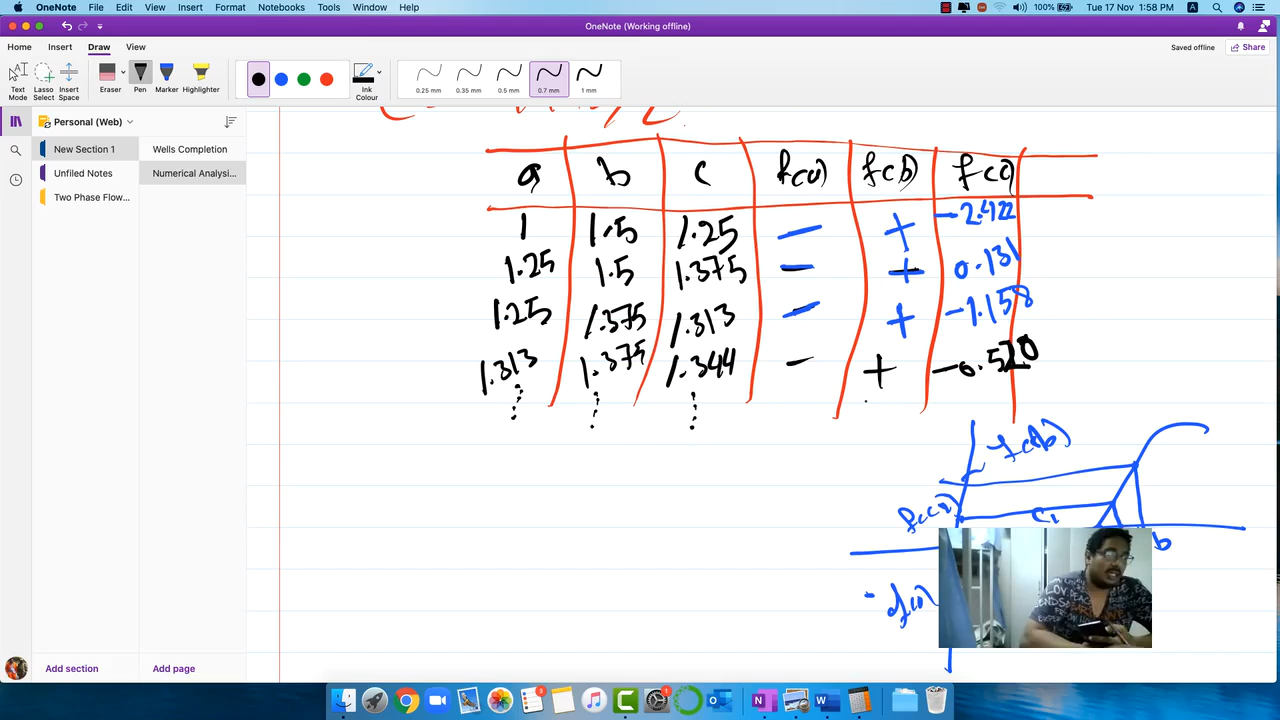 OneNote File Edit View Insert Format Notebooks Tools Window Help 100% Tue 17 Nov 1:58 PM
OneNote (Working offline)
Home Insert Draw View Saved offline Share
Text Mode Lasso Select Insert Space Eraser Pen Marker Highlighter Ink Colour 0.25 mm 0.35 mm 0.5 mm 0.7 mm 1 mm
Personal (Web)
New Section 1 Wells Completion
Unfiled Notes Numerical Analysi...
Two Phase Flow...
a b c f(a) f(b) f(c)
1 1.5 1.25 - + -2.422
1.25 1.5 1.375 - + 0.131
1.25 1.375 1.313 - + -1.158
1.313 1.375 1.344 - + -0.520
f(b)
f(c)
c1
b
- f(a)
LOV PEACE
ENDS
Add section Add page